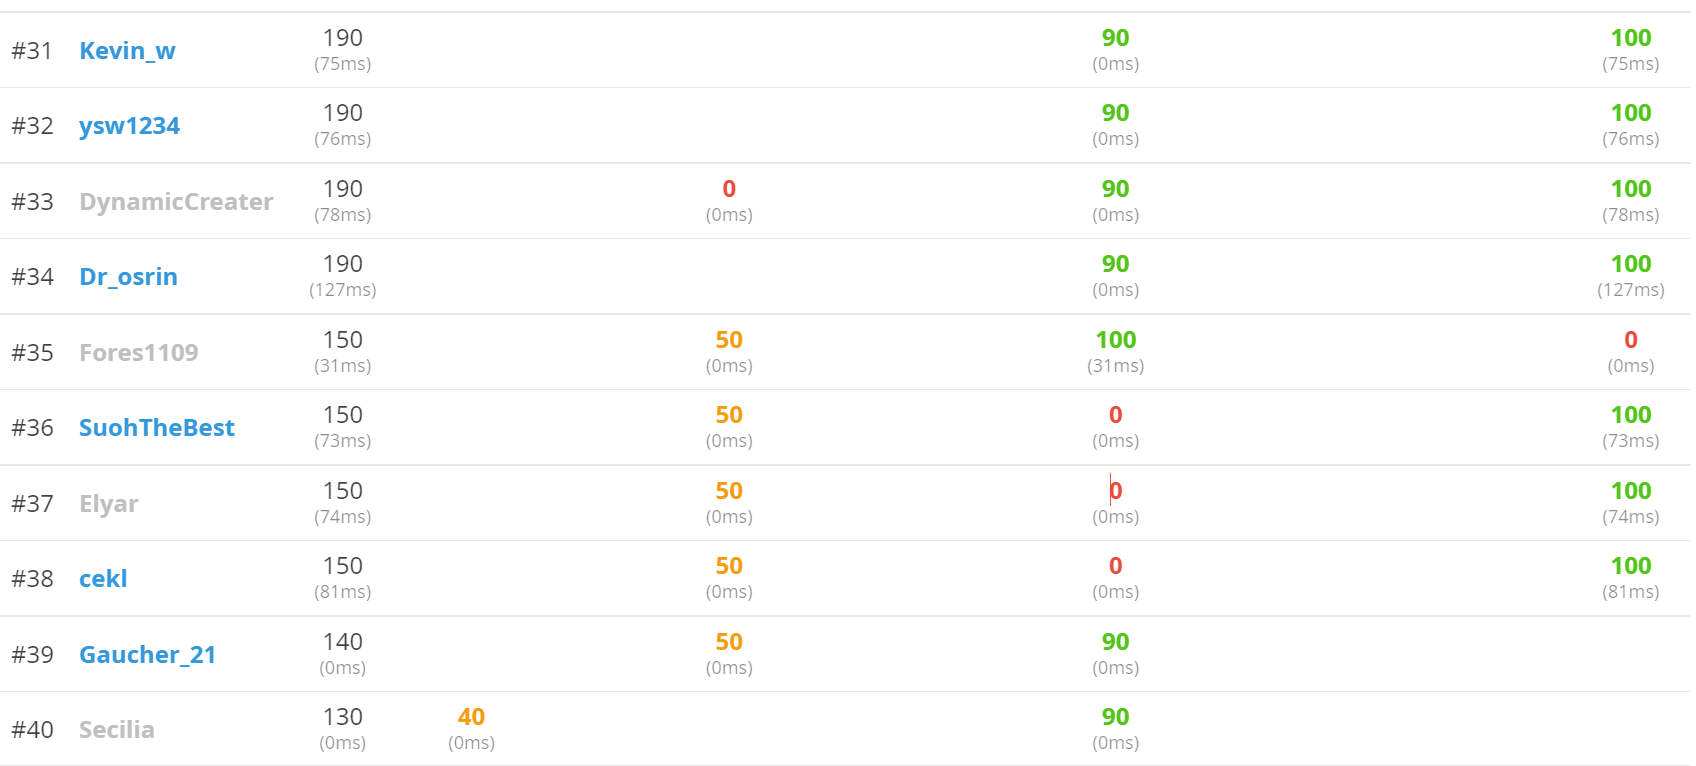 #31 Kevin_w 190 90 100
(75ms) (0ms) (75ms)
#32 ysw1234 190 90 100
(76ms) (0ms) (76ms)
#33 DynamicCreater 190 0 90 100
(78ms) (0ms) (0ms) (78ms)
#34 Dr_osrin 190 90 100
(127ms) (0ms) (127ms)
#35 Fores1109 150 50 100 0
(31ms) (0ms) (31ms) (0ms)
#36 SuohTheBest 150 50 0 100
(73ms) (0ms) (0ms) (73ms)
#37 Elyar 150 50 0 100
(74ms) (0ms) (0ms) (74ms)
#38 cekl 150 50 0 100
(81ms) (0ms) (0ms) (81ms)
#39 Gaucher_21 140 50 90
(0ms) (0ms) (0ms)
#40 Secilia 130 40 90
(0ms) (0ms) (0ms)